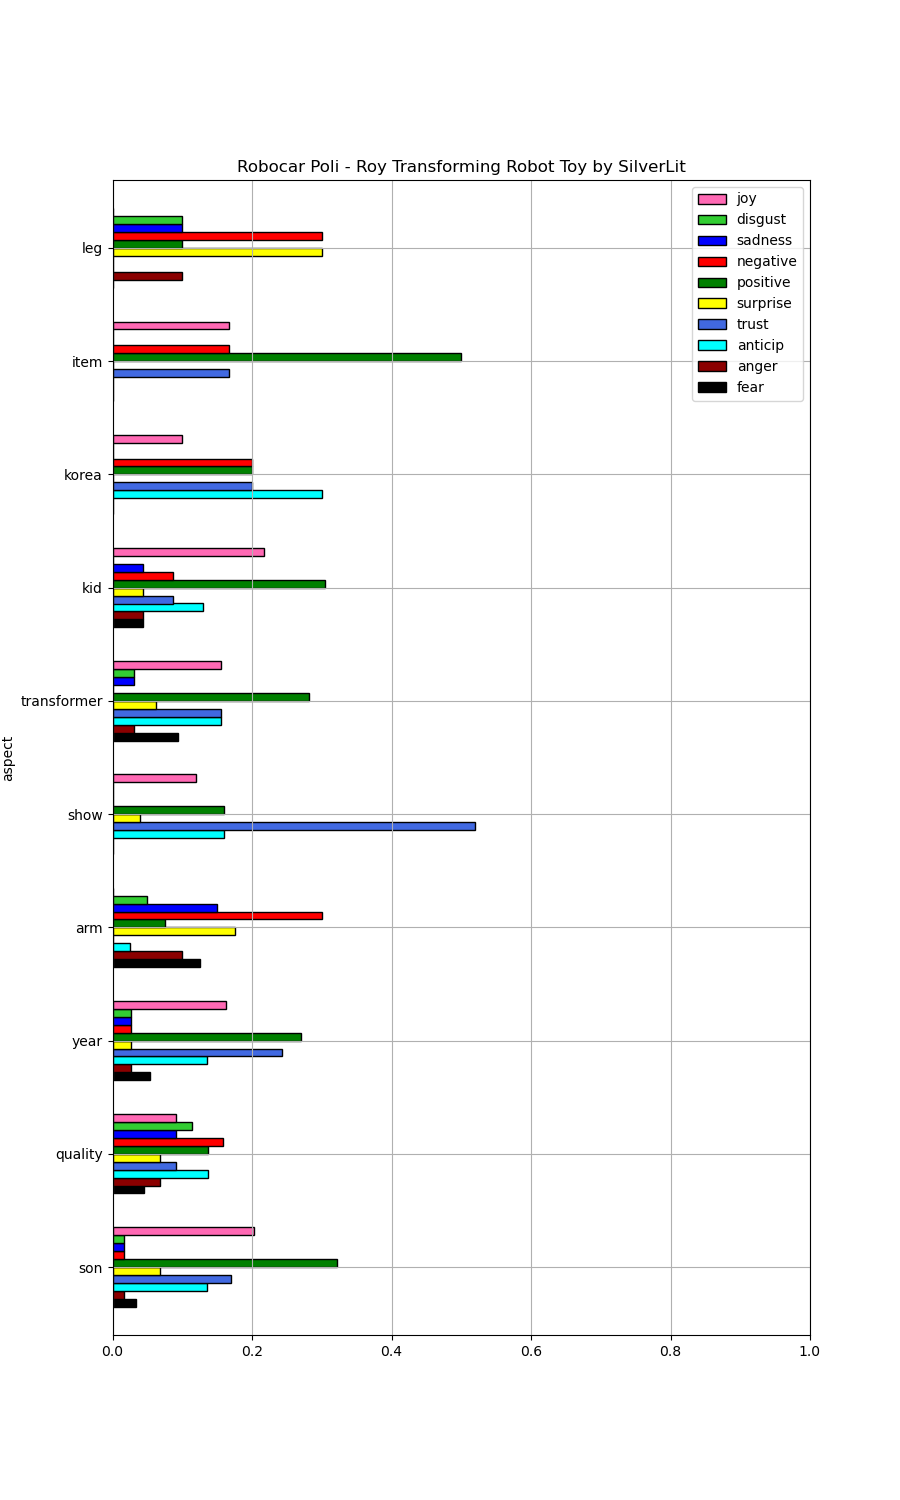 Robocar Poli - Roy Transforming Robot Toy by SilverLit
joy
disgust
sadness
negative
positive
surprise
trust
anticip
anger
fear
leg
item
korea
kid
transformer
show
arm
year
quality
son
aspect
0.0 0.2 0.4 0.6 0.8 1.0